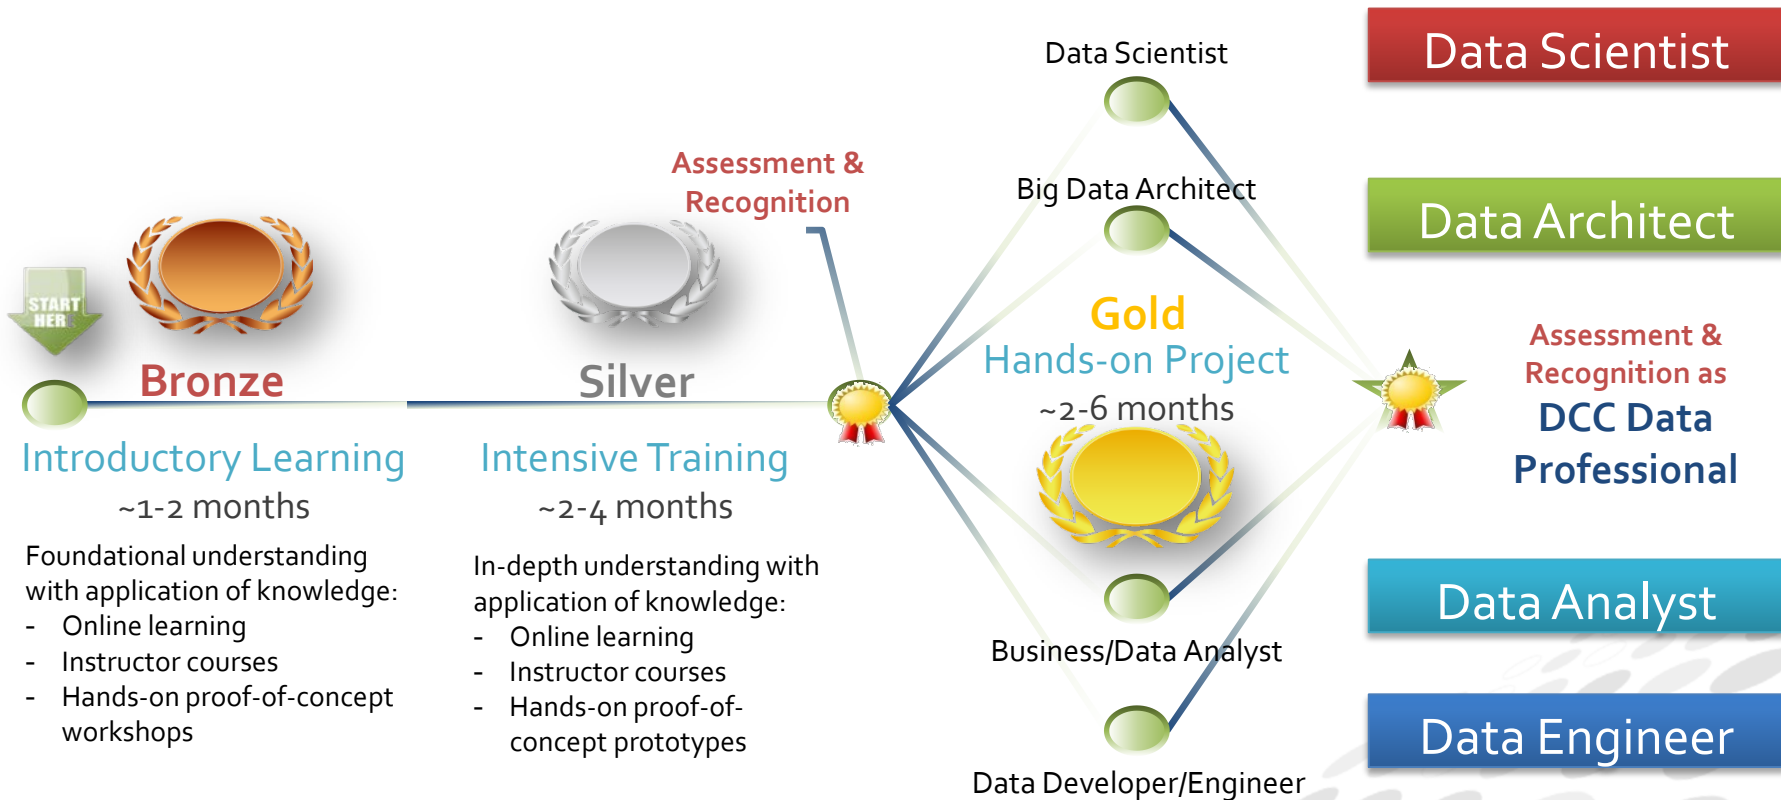 START
HER
Bronze
Introductory Learning
~1-2 months
Foundational understanding
with application of knowledge:
- Online learning
- Instructor courses
- Hands-on proof-of-concept
workshops
Silver
Intensive Training
~2-4 months
In-depth understanding with
application of knowledge:
- Online learning
- Instructor courses
- Hands-on proof-of-
concept prototypes
Assessment &
Recognition
Data Scientist
Big Data Architect
Gold
Hands-on Project
~2-6 months
Business/Data Analyst
Data Developer/Engineer
Data Scientist
Data Architect
Assessment &
Recognition as
DCC Data
Professional
Data Analyst
Data Engineer